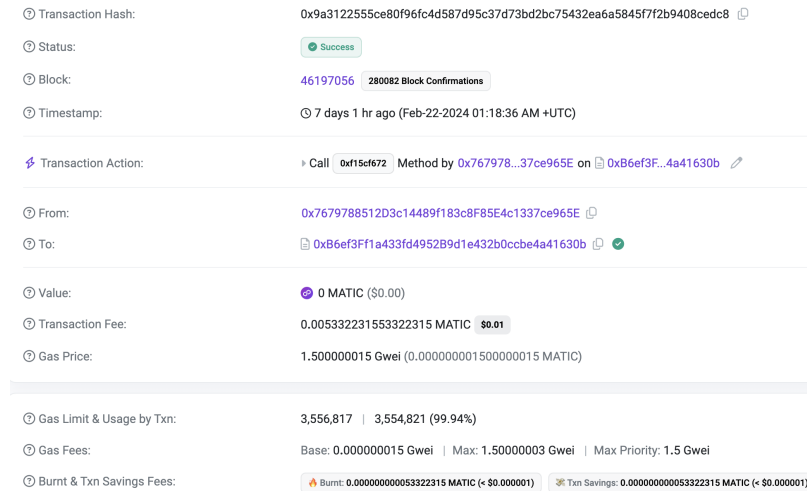 Transaction Hash: 0x9a3122555ce80f96fc4d587d95c37d73bd2bc75432ea6a5845f7f2b9408cedc8
Status: Success
Block: 46197056 280082 Block Confirmations
Timestamp: 7 days 1 hr ago (Feb-22-2024 01:18:36 AM +UTC)
Transaction Action: Call 0xf15cf672 Method by 0x767978...37ce965E on 0xB6ef3F...4a41630b
From: 0x7679788512D3c14489f183c8F85E4c1337ce965E
To: 0xB6ef3Ff1a433fd4952B9d1e432b0ccbe4a41630b
Value: 0 MATIC ($0.00)
Transaction Fee: 0.005332231553322315 MATIC $0.01
Gas Price: 1.500000015 Gwei (0.000000001500000015 MATIC)
Gas Limit & Usage by Txn: 3,556,817 | 3,554,821 (99.94%)
Gas Fees: Base: 0.000000015 Gwei | Max: 1.50000003 Gwei | Max Priority: 1.5 Gwei
Burnt & Txn Savings Fees: Burnt: 0.000000000053322315 MATIC (< $0.000001) Txn Savings: 0.000000000053322315 MATIC (< $0.000001)